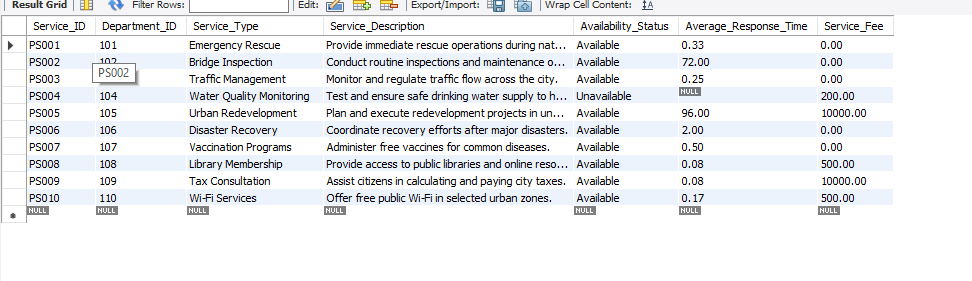 Result Grid Filter Rows: Edit: Export/Import: Wrap Cell Content:
Service_ID Department_ID Service_Type Service_Description Availability_Status Average_Response_Time Service_Fee
PS001 101 Emergency Rescue Provide immediate rescue operations during nat... Available 0.33 0.00
PS002 102 Bridge Inspection Conduct routine inspections and maintenance o... Available 72.00 0.00
PS002
PS003 Traffic Management Monitor and regulate traffic flow across the city. Available 0.25 0.00
PS004 104 Water Quality Monitoring Test and ensure safe drinking water supply to h... Unavailable NULL 200.00
PS005 105 Urban Redevelopment Plan and execute redevelopment projects in un... Available 96.00 10000.00
PS006 106 Disaster Recovery Coordinate recovery efforts after major disasters. Available 2.00 0.00
PS007 107 Vaccination Programs Administer free vaccines for common diseases. Available 0.50 0.00
PS008 108 Library Membership Provide access to public libraries and online reso... Available 0.08 500.00
PS009 109 Tax Consultation Assist citizens in calculating and paying city taxes. Available 0.08 10000.00
PS010 110 Wi-Fi Services Offer free public Wi-Fi in selected urban zones. Available 0.17 500.00
NULL NULL NULL NULL NULL NULL NULL